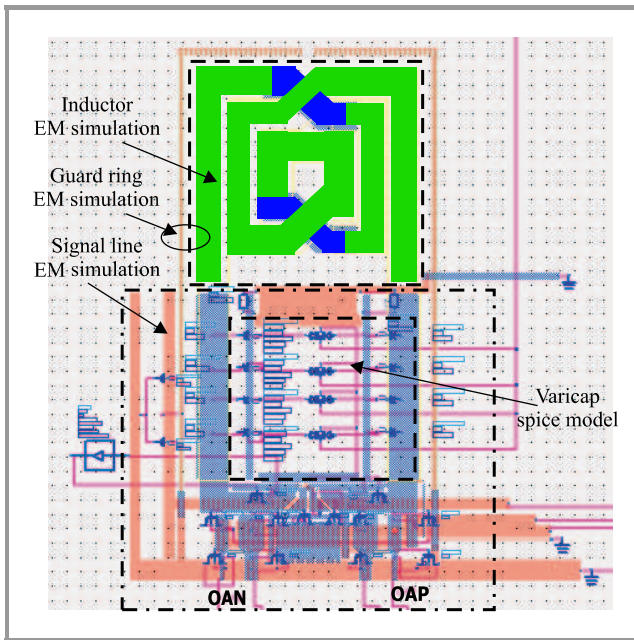 Inductor
EM simulation
Guard ring
EM simulation
Signal line
EM simulation
Varicap
spice model
OAN
OAP